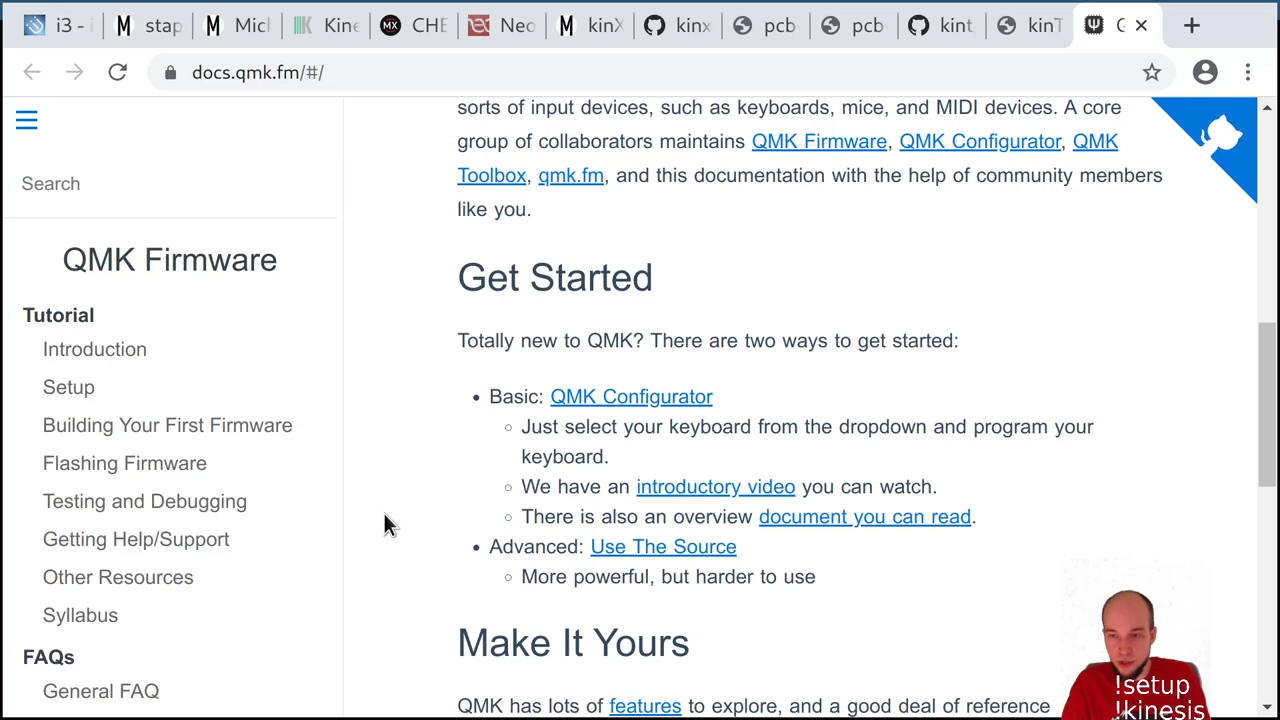 i3 - i
stap
Mich
Kine
CHE
Neo
kinX
kinx
pcb-
pcb-
kint
kinT
docs.qmk.fm/#/
sorts of input devices, such as keyboards, mice, and MIDI devices. A core
group of collaborators maintains QMK Firmware, QMK Configurator, QMK
Toolbox, qmk.fm, and this documentation with the help of community members
like you.
Search
QMK Firmware
Tutorial
Introduction
Setup
Building Your First Firmware
Flashing Firmware
Testing and Debugging
Getting Help/Support
Other Resources
Syllabus
FAQs
General FAQ
Get Started
Totally new to QMK? There are two ways to get started:
Basic: QMK Configurator
Just select your keyboard from the dropdown and program your
keyboard.
We have an introductory video you can watch.
There is also an overview document you can read.
Advanced: Use The Source
More powerful, but harder to use
Make It Yours
QMK has lots of features to explore, and a good deal of reference
!setup
!kinesis